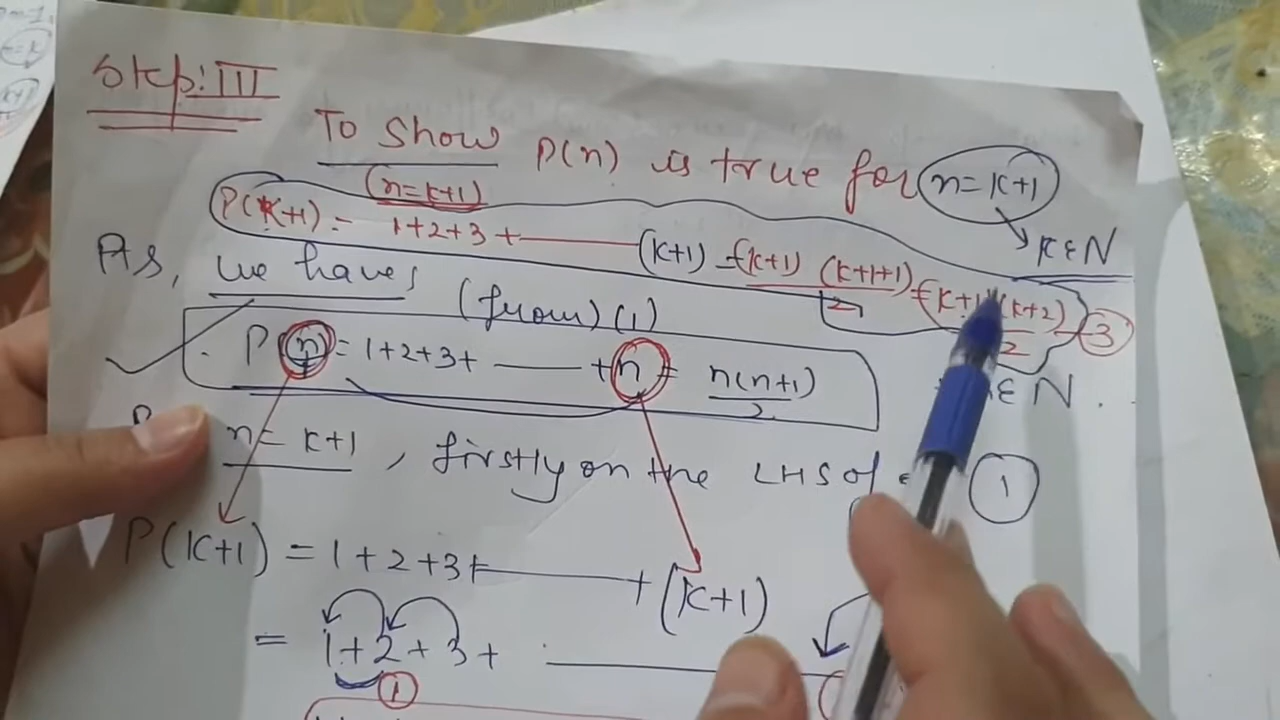 Step: III
To show P(n) is true for n=k+1
(n=k+1)
P(k+1) = 1+2+3+——(k+1) = (k+1) (k+1+1)/2 = (k+1)(k+2)/2 — 3
k∈N
As, we have, (from) (1)
P(n) = 1+2+3+ —— +n = n(n+1)/2
∈N.
n= k+1, firstly on the LHS of 1
P(k+1) = 1+2+3+——+(k+1)
= 1+2+3+ ——
1